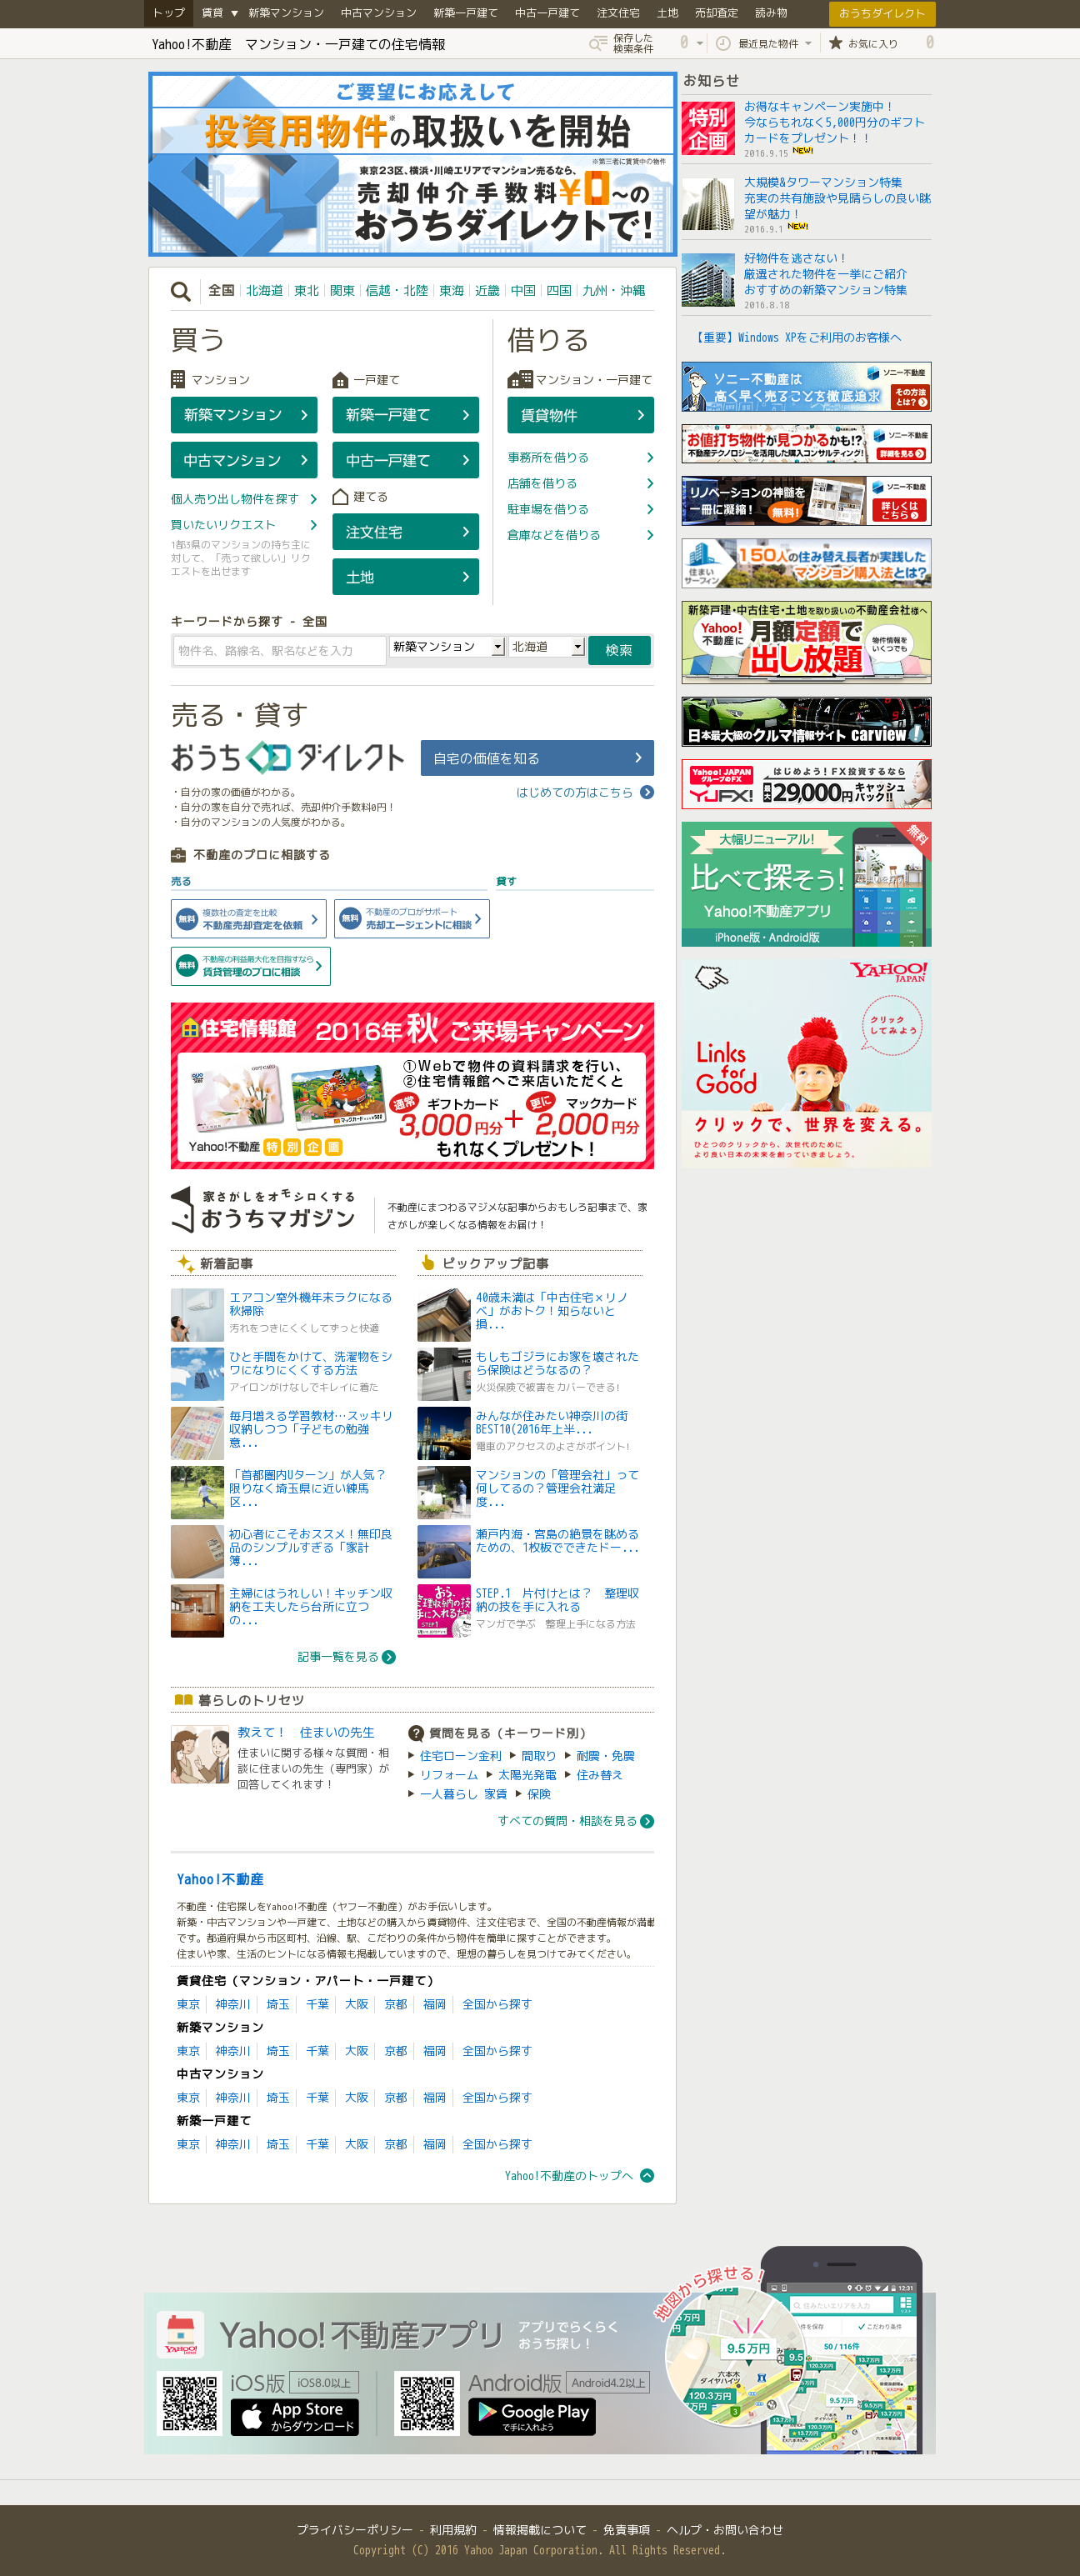 トップ 賃貸 ▼ 新築マンション 中古マンション 新築一戸建て 中古一戸建て 注文住宅 土地 売却査定 読み物 おうちダイレクト
Yahoo!不動産　マンション・一戸建ての住宅情報
保存した検索条件 0 最近見た物件 お気に入り 0
ご要望にお応えして
投資用物件※の取扱いを開始
※第三者に賃貸中の物件
東京23区、横浜・川崎エリアでマンション売るなら、
売却仲介手数料¥0〜の
おうちダイレクトで!
全国 北海道 東北 関東 信越・北陸 東海 近畿 中国 四国 九州・沖縄
買う
マンション
新築マンション
中古マンション
個人売り出し物件を探す
買いたいリクエスト
1都3県のマンションの持ち主に
対して、「売って欲しい」リク
エストを出せます
一戸建て
新築一戸建て
中古一戸建て
建てる
注文住宅
土地
借りる
マンション・一戸建て
賃貸物件
事務所を借りる
店舗を借りる
駐車場を借りる
倉庫などを借りる
キーワードから探す - 全国
物件名、路線名、駅名などを入力 新築マンション 北海道 検索
売る・貸す
おうちダイレクト
自宅の価値を知る
・自分の家の価値がわかる。
・自分の家を自分で売れば、売却仲介手数料0円！
・自分のマンションの人気度がわかる。
はじめての方はこちら
不動産のプロに相談する
売る
貸す
無料 複数社の査定を比較
不動産売却査定を依頼
無料 不動産のプロがサポート
売却エージェントに相談
無料 不動産の利益最大化を目指すなら
賃貸管理のプロに相談
住宅情報館 2016年 秋 ご来場キャンペーン
①Webで物件の資料請求を行い、
②住宅情報館へご来店いただくと
通常 ギフトカード 3,000円分 + 更に マックカード 2,000円分
Yahoo!不動産 特別企画 もれなくプレゼント！
家さがしをオモシロくする
おうちマガジン
不動産にまつわるマジメな記事からおもしろ記事まで、家
さがしが楽しくなる情報をお届け！
新着記事
エアコン室外機年末ラクになる
秋掃除
汚れをつきにくくしてずっと快適
ひと手間をかけて、洗濯物をシ
ワになりにくくする方法
アイロンがけなしでキレイに着た
毎月増える学習教材…スッキリ
収納しつつ「子どもの勉強
意...
「首都圏内Uターン」が人気？
限りなく埼玉県に近い練馬
区...
初心者にこそおススメ！無印良
品のシンプルすぎる「家計
簿...
主婦にはうれしい！キッチン収
納を工夫したら台所に立つ
の...
記事一覧を見る
ピックアップ記事
40歳未満は「中古住宅×リノ
ベ」がおトク！知らないと
損...
もしもゴジラにお家を壊された
ら保険はどうなるの？
火災保険で被害をカバーできる!
みんなが住みたい神奈川の街
BEST10(2016年上半...
電車のアクセスのよさがポイント!
マンションの「管理会社」って
何してるの？管理会社満足
度...
瀬戸内海・宮島の絶景を眺める
ための、1枚板でできたドー...
STEP.1　片付けとは？　整理収
納の技を手に入れる
マンガで学ぶ　整理上手になる方法
暮らしのトリセツ
教えて！　住まいの先生
住まいに関する様々な質問・相
談に住まいの先生（専門家）が
回答してくれます！
質問を見る（キーワード別）
住宅ローン金利 間取り 耐震・免震
リフォーム 太陽光発電 住み替え
一人暮らし 家賃 保険
すべての質問・相談を見る
Yahoo!不動産
不動産・住宅探しをYahoo!不動産（ヤフー不動産）がお手伝いします。
新築・中古マンションや一戸建て、土地などの購入から賃貸物件、注文住宅まで、全国の不動産情報が満載
です。都道府県から市区町村、沿線、駅、こだわりの条件から物件を簡単に探すことができます。
住まいや家、生活のヒントになる情報も掲載していますので、理想の暮らしを見つけてみてください。
賃貸住宅（マンション・アパート・一戸建て）
東京 神奈川 埼玉 千葉 大阪 京都 福岡 全国から探す
新築マンション
東京 神奈川 埼玉 千葉 大阪 京都 福岡 全国から探す
中古マンション
東京 神奈川 埼玉 千葉 大阪 京都 福岡 全国から探す
新築一戸建て
東京 神奈川 埼玉 千葉 大阪 京都 福岡 全国から探す
Yahoo!不動産のトップへ
お知らせ
特別企画
お得なキャンペーン実施中！
今ならもれなく5,000円分のギフト
カードをプレゼント！！
2016.9.15 NEW!
大規模&タワーマンション特集
充実の共有施設や見晴らしの良い眺
望が魅力！
2016.9.1 NEW!
好物件を逃さない！
厳選された物件を一挙にご紹介
おすすめの新築マンション特集
2016.8.18
【重要】Windows XPをご利用のお客様へ
ソニー不動産は
高く早く売ることを徹底追求
ソニー不動産
その方法とは?
お値打ち物件が見つかるかも!?
不動産テクノロジーを活用した購入コンサルティング!
ソニー不動産
詳細を見る
リノベーションの神髄を
一冊に凝縮！ 無料!
ソニー不動産
詳しくはこちら
住まいサーフィン
150人の住み替え長者が実践した
マンション購入法とは?
新築戸建・中古住宅・土地を取り扱いの不動産会社様へ
Yahoo!不動産に
月額定額で
出し放題
物件情報をいくつでも
日本最大級のクルマ情報サイト carview!
Yahoo! JAPANグループのFX
YJFX!
はじめよう！FX投資するなら
最大29,000円キャッシュバック!!
無料
大幅リニューアル!
比べて探そう!
Yahoo!不動産アプリ
iPhone版・Android版
YAHOO! JAPAN
クリックしてみよう
Links for Good
クリックで、世界を変える。
ひとつのクリックから、次世代のために
より良い日本の未来を創っていきましょう。
Yahoo!不動産アプリ
アプリでらくらく
おうち探し！
iOS版 iOS8.0以上
App Store
からダウンロード
Android版 Android4.2以上
Google Play
で手に入れよう
地図から探せる!
9.5万円
六本木
ダイヤハイツ
120.3万円
12:31
住みたいエリアを入力
件を保存 こだわり条件
50 / 116件
プライバシーポリシー - 利用規約 - 情報掲載について - 免責事項 - ヘルプ・お問い合わせ
Copyright (C) 2016 Yahoo Japan Corporation. All Rights Reserved.